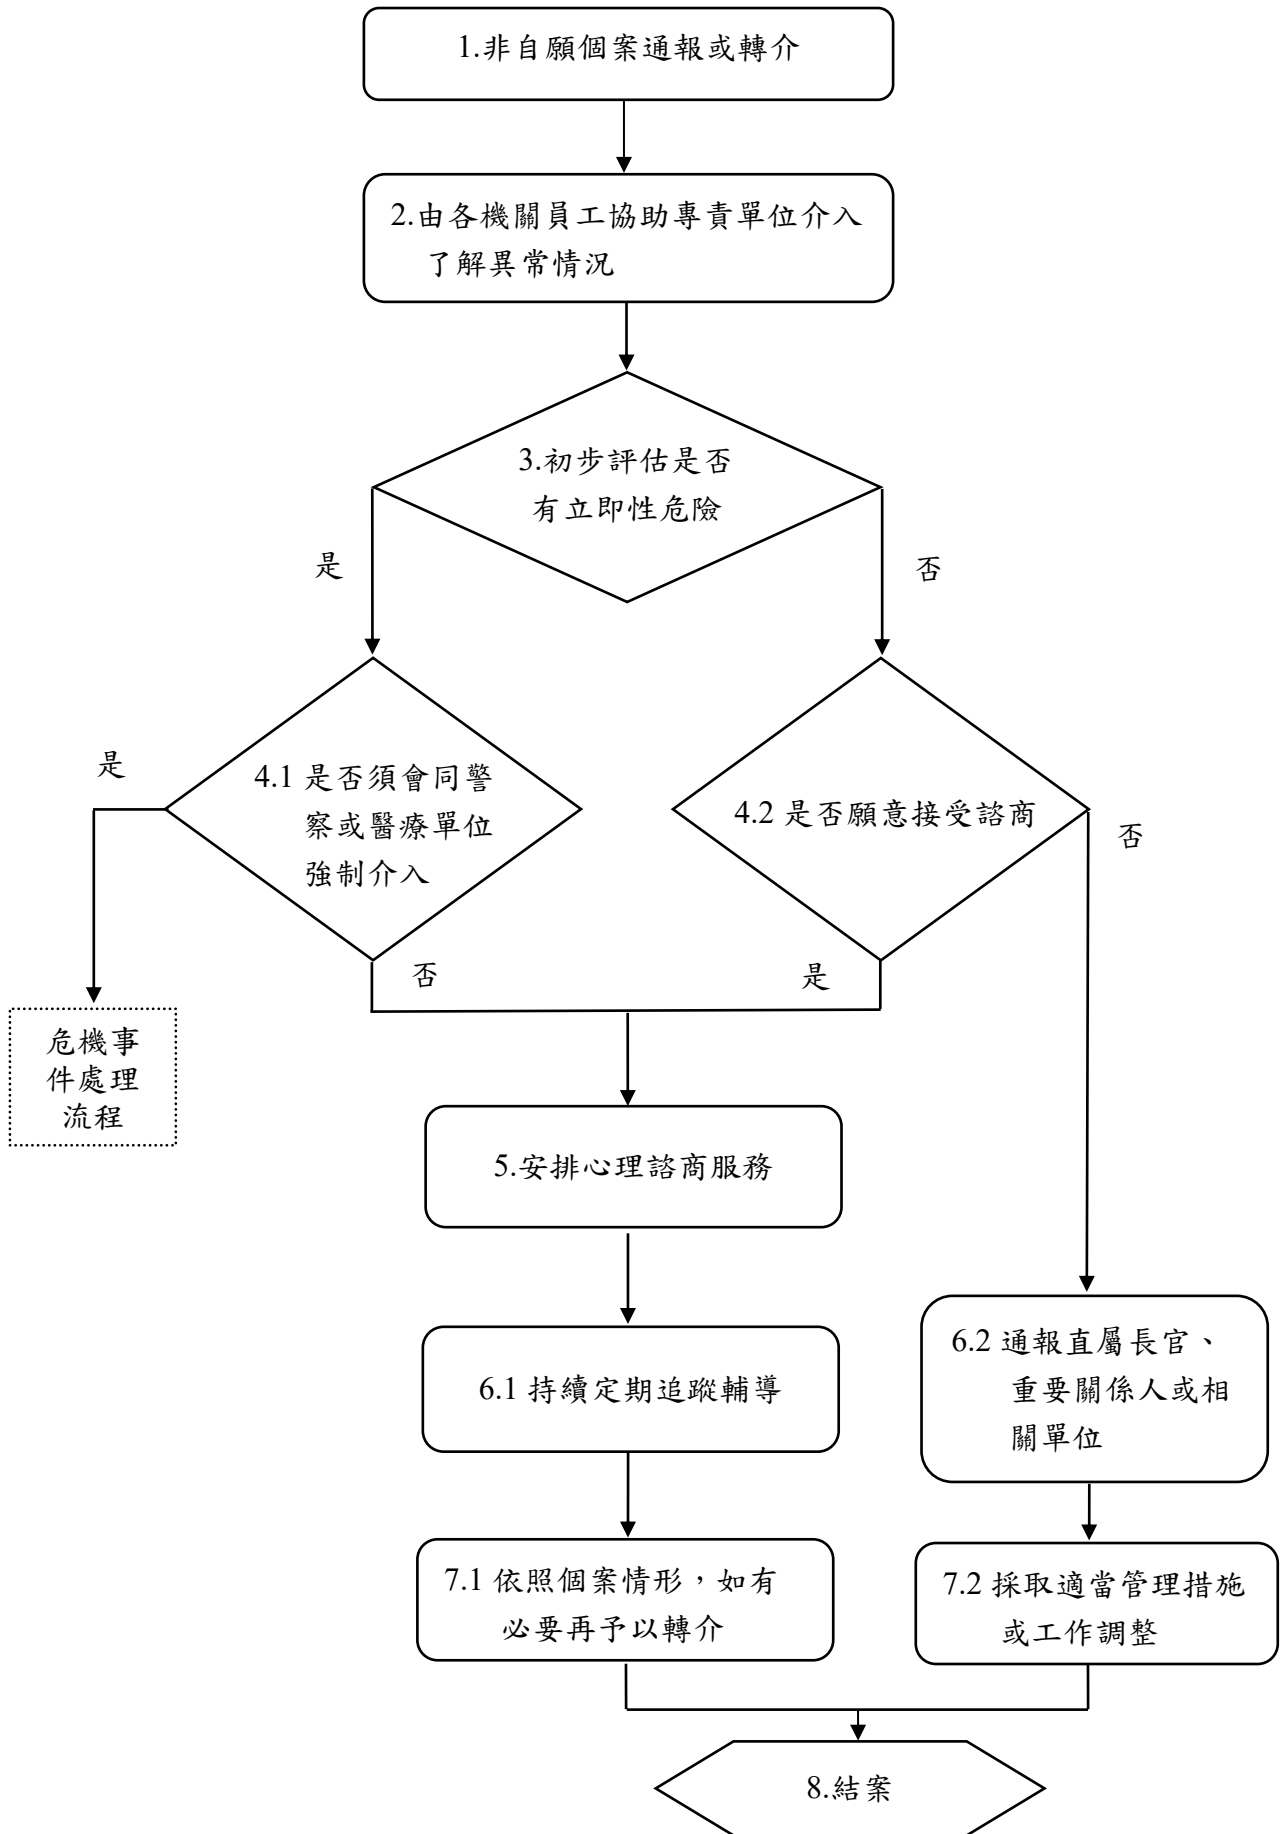 1.非自願個案通報或轉介
2.由各機關員工協助專責單位介入
了解異常情況
3.初步評估是否
有立即性危險
是
否
是
4.1 是否須會同警
察或醫療單位
強制介入
4.2 是否願意接受諮商
否
否
是
危機事
件處理
流程
5.安排心理諮商服務
6.1 持續定期追蹤輔導
6.2 通報直屬長官、
重要關係人或相
關單位
7.1 依照個案情形，如有
必要再予以轉介
7.2 採取適當管理措施
或工作調整
8.結案